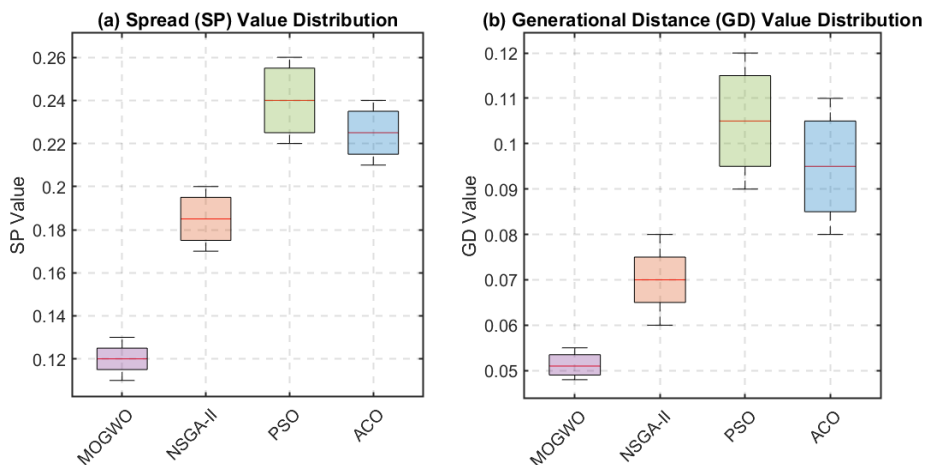 (a) Spread (SP) Value Distribution
SP Value
0.26
0.24
0.22
0.2
0.18
0.16
0.14
0.12
MOGWO
NSGA-II
PSO
ACO
(b) Generational Distance (GD) Value Distribution
GD Value
0.12
0.11
0.1
0.09
0.08
0.07
0.06
0.05
MOGWO
NSGA-II
PSO
ACO